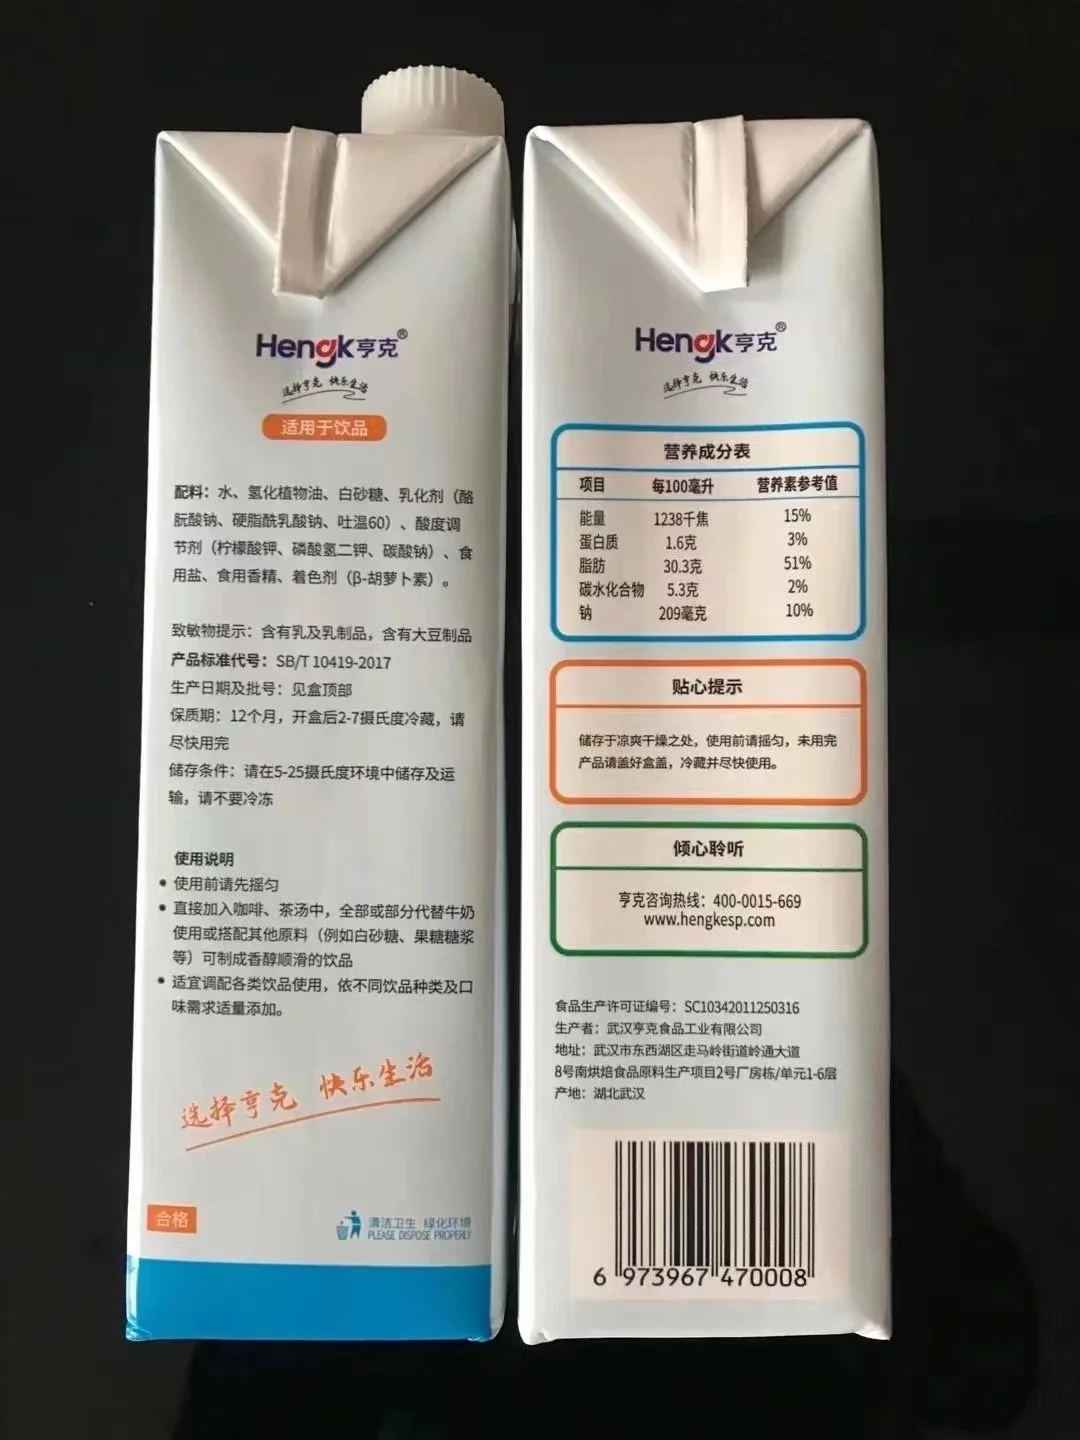 Hengk亨克®
选择亨克 快乐生活
适用于饮品
配料：水、氢化植物油、白砂糖、乳化剂（酪
朊酸钠、硬脂酰乳酸钠、吐温60）、酸度调
节剂（柠檬酸钾、磷酸氢二钾、碳酸钠）、食
用盐、食用香精、着色剂（β-胡萝卜素）。
致敏物提示：含有乳及乳制品，含有大豆制品
产品标准代号：SB/T 10419-2017
生产日期及批号：见盒顶部
保质期：12个月，开盒后2-7摄氏度冷藏，请
尽快用完
储存条件：请在5-25摄氏度环境中储存及运
输，请不要冷冻
使用说明
• 使用前请先摇匀
• 直接加入咖啡、茶汤中，全部或部分代替牛奶
使用或搭配其他原料（例如白砂糖、果糖糖浆
等）可制成香醇顺滑的饮品
• 适宜调配各类饮品使用，依不同饮品种类及口
味需求适量添加。
选择亨克 快乐生活
合格
清洁卫生 绿化环境
PLEASE DISPOSE PROPERLY
Hengk亨克®
选择亨克 快乐生活
营养成分表
项目 每100毫升 营养素参考值
能量 1238千焦 15%
蛋白质 1.6克 3%
脂肪 30.3克 51%
碳水化合物 5.3克 2%
钠 209毫克 10%
贴心提示
储存于凉爽干燥之处，使用前请摇匀，未用完
产品请盖好盒盖，冷藏并尽快使用。
倾心聆听
亨克咨询热线：400-0015-669
www.hengkesp.com
食品生产许可证编号：SC10342011250316
生产者：武汉亨克食品工业有限公司
地址：武汉市东西湖区走马岭街道岭通大道
8号南烘焙食品原料生产项目2号厂房栋/单元1-6层
产地：湖北武汉
6 973967 470008